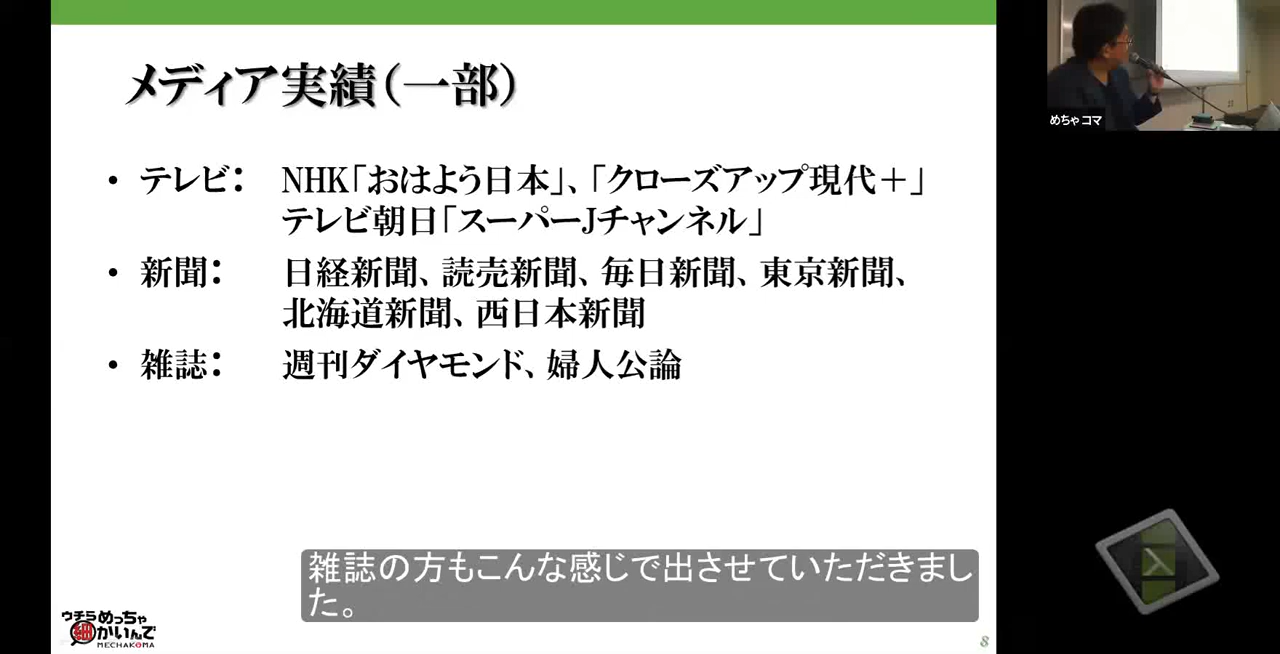 メディア実績（一部）
めちゃ コマ
• テレビ： NHK「おはよう日本」、「クローズアップ現代＋」
テレビ朝日「スーパーJチャンネル」
• 新聞： 日経新聞、読売新聞、毎日新聞、東京新聞、
北海道新聞、西日本新聞
• 雑誌： 週刊ダイヤモンド、婦人公論
雑誌の方もこんな感じで出させていただきまし
た。
ウチらめっちゃ
細かいんで
MECHAKOMA
8